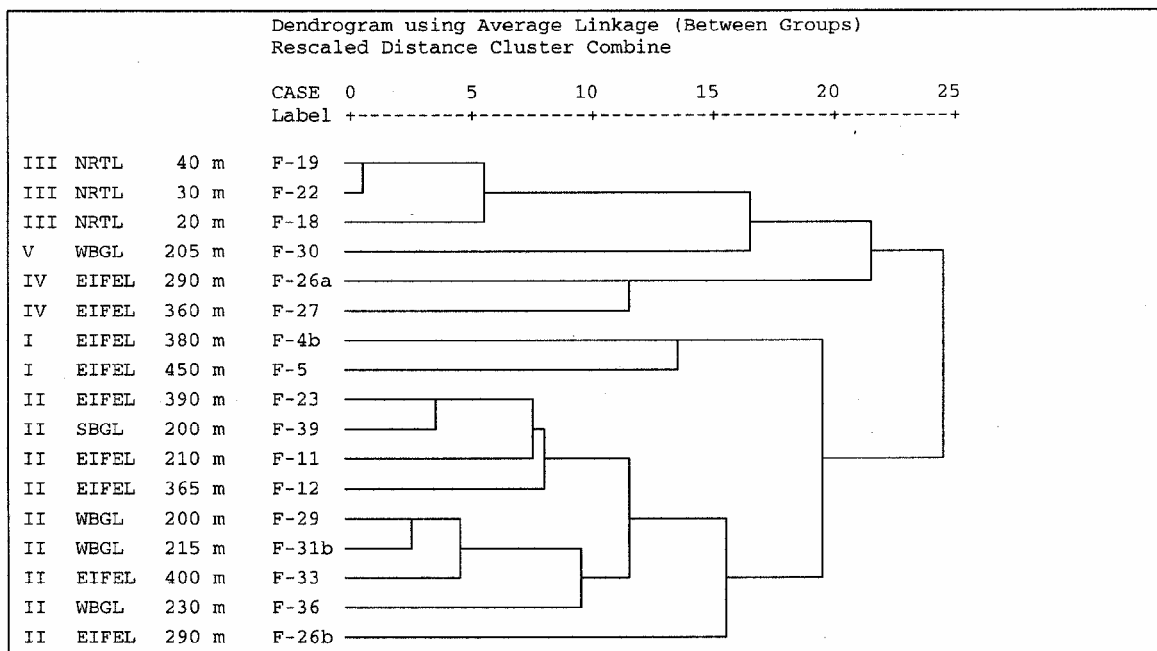 Dendrogram using Average Linkage (Between Groups)
Rescaled Distance Cluster Combine
CASE 0 5 10 15 20 25
Label +---------+---------+---------+---------+---------+
III NRTL 40 m F-19
III NRTL 30 m F-22
III NRTL 20 m F-18
V WBGL 205 m F-30
IV EIFEL 290 m F-26a
IV EIFEL 360 m F-27
I EIFEL 380 m F-4b
I EIFEL 450 m F-5
II EIFEL 390 m F-23
II SBGL 200 m F-39
II EIFEL 210 m F-11
II EIFEL 365 m F-12
II WBGL 200 m F-29
II WBGL 215 m F-31b
II EIFEL 400 m F-33
II WBGL 230 m F-36
II EIFEL 290 m F-26b